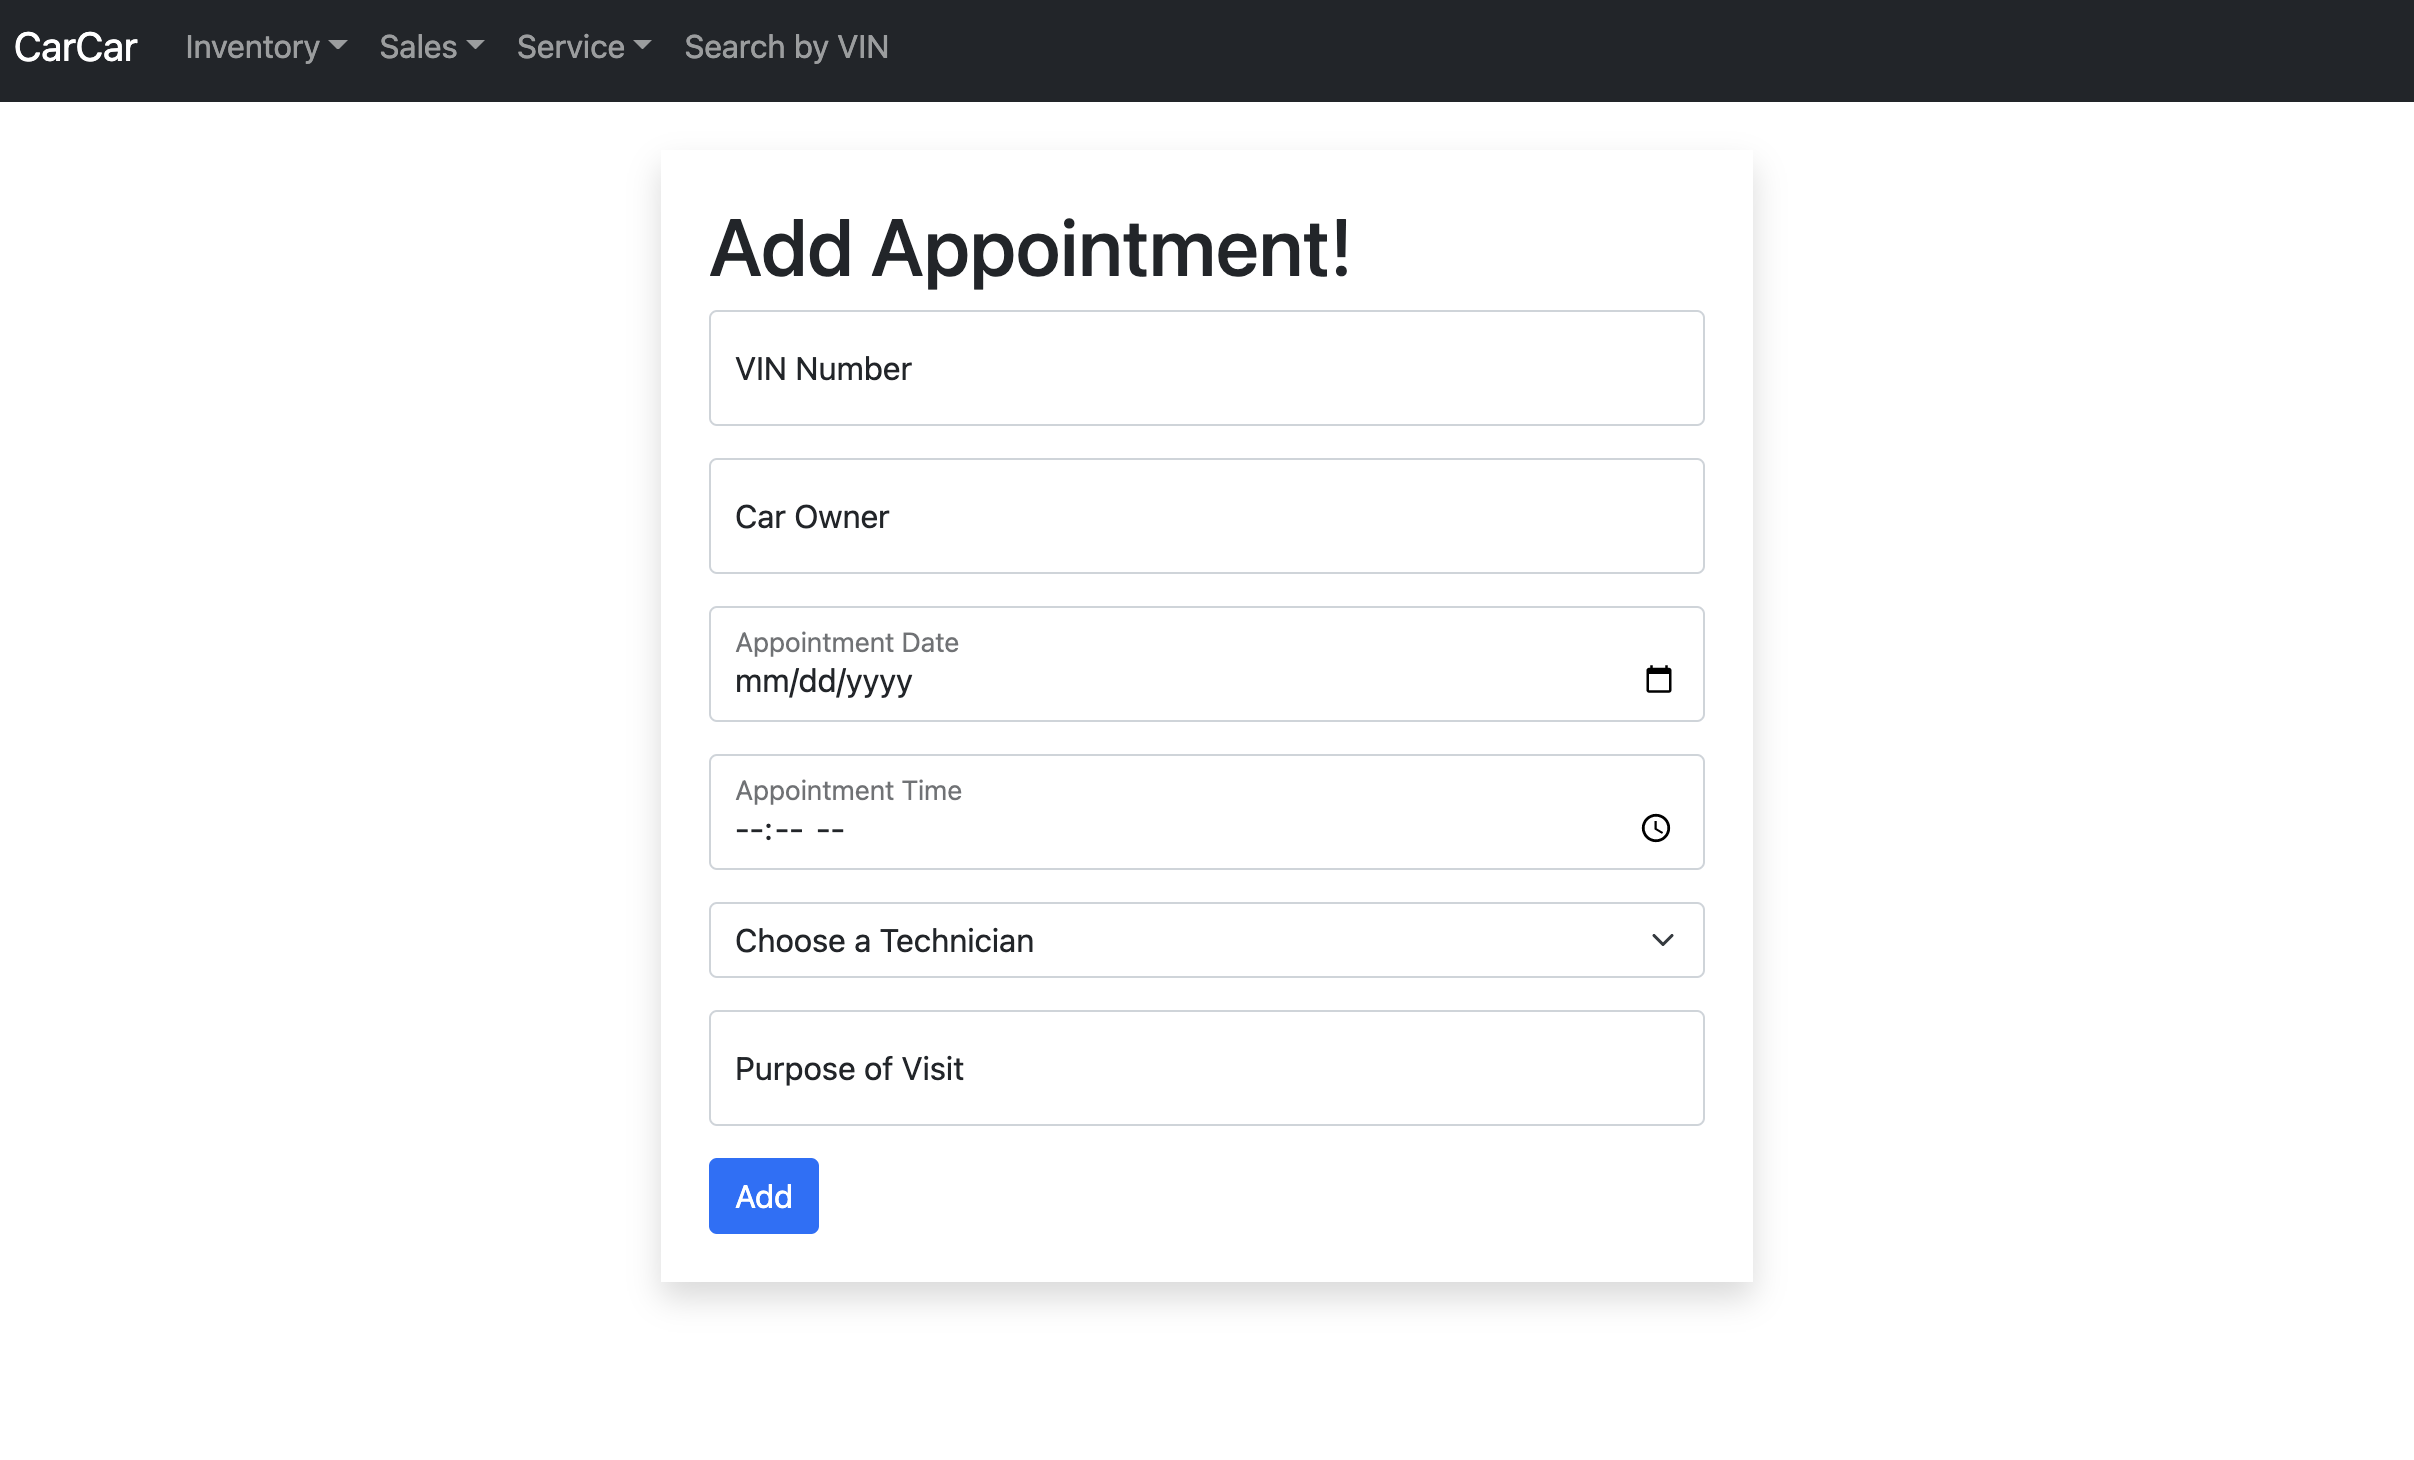 CarCar Inventory Sales Service Search by VIN
Add Appointment!
VIN Number
Car Owner
Appointment Date
mm/dd/yyyy
Appointment Time
--:-- --
Choose a Technician
Purpose of Visit
Add